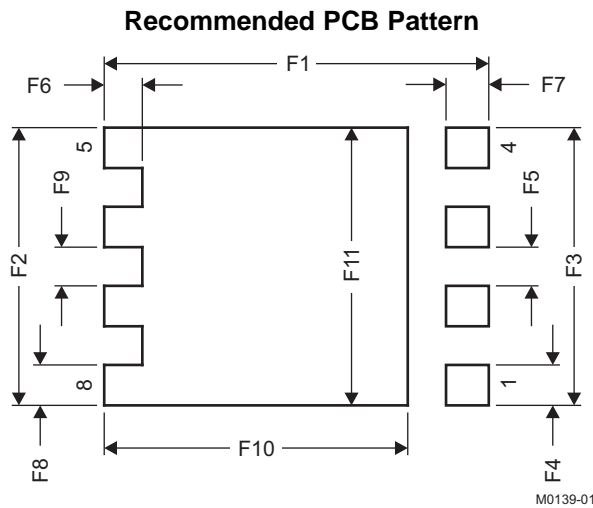 Recommended PCB Pattern
F1
F6
F7
5
4
F9
F5
F2
F11
F3
8
1
F10
F8
F4
M0139-01